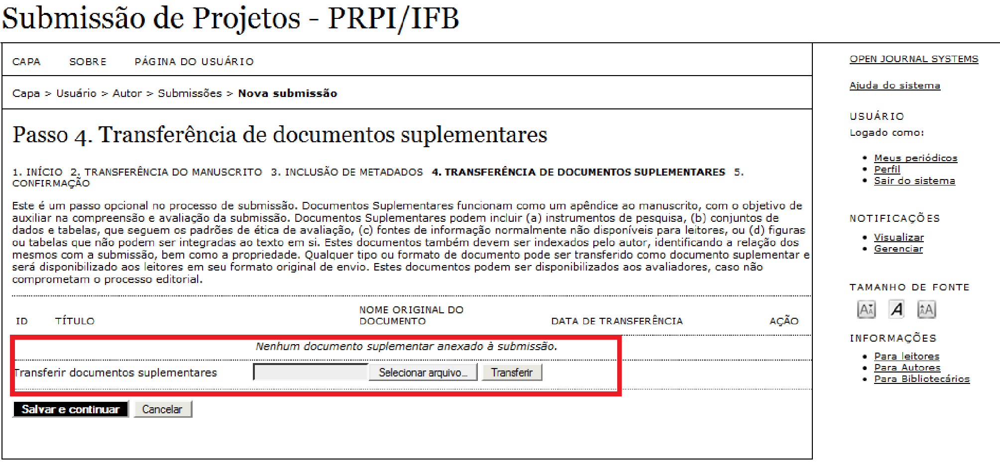 Submissão de Projetos - PRPI/IFB
CAPA SOBRE PÁGINA DO USUÁRIO
Capa > Usuário > Autor > Submissões > Nova submissão
Passo 4. Transferência de documentos suplementares
1. INÍCIO 2. TRANSFERÊNCIA DO MANUSCRITO 3. INCLUSÃO DE METADADOS 4. TRANSFERÊNCIA DE DOCUMENTOS SUPLEMENTARES 5.
CONFIRMAÇÃO
Este é um passo opcional no processo de submissão. Documentos Suplementares funcionam como um apêndice ao manuscrito, com o objetivo de
auxiliar na compreensão e avaliação da submissão. Documentos Suplementares podem incluir (a) instrumentos de pesquisa, (b) conjuntos de
dados e tabelas, que seguem os padrões de ética de avaliação, (c) fontes de informação normalmente não disponíveis para leitores, ou (d) figuras
ou tabelas que não podem ser integradas ao texto em si. Estes documentos também devem ser indexados pelo autor, identificando a relação dos
mesmos com a submissão, bem como a propriedade. Qualquer tipo ou formato de documento pode ser transferido como documento suplementar e
será disponibilizado aos leitores em seu formato original de envio. Estes documentos podem ser disponibilizados aos avaliadores, caso não
comprometam o processo editorial.
ID TÍTULO NOME ORIGINAL DO DOCUMENTO DATA DE TRANSFERÊNCIA AÇÃO
Nenhum documento suplementar anexado à submissão.
Transferir documentos suplementares Selecionar arquivo... Transferir
Salvar e continuar Cancelar
OPEN JOURNAL SYSTEMS
Ajuda do sistema
USUÁRIO
Logado como:
Meus periódicos
Perfil
Sair do sistema
NOTIFICAÇÕES
Visualizar
Gerenciar
TAMANHO DE FONTE
INFORMAÇÕES
Para leitores
Para Autores
Para Bibliotecários